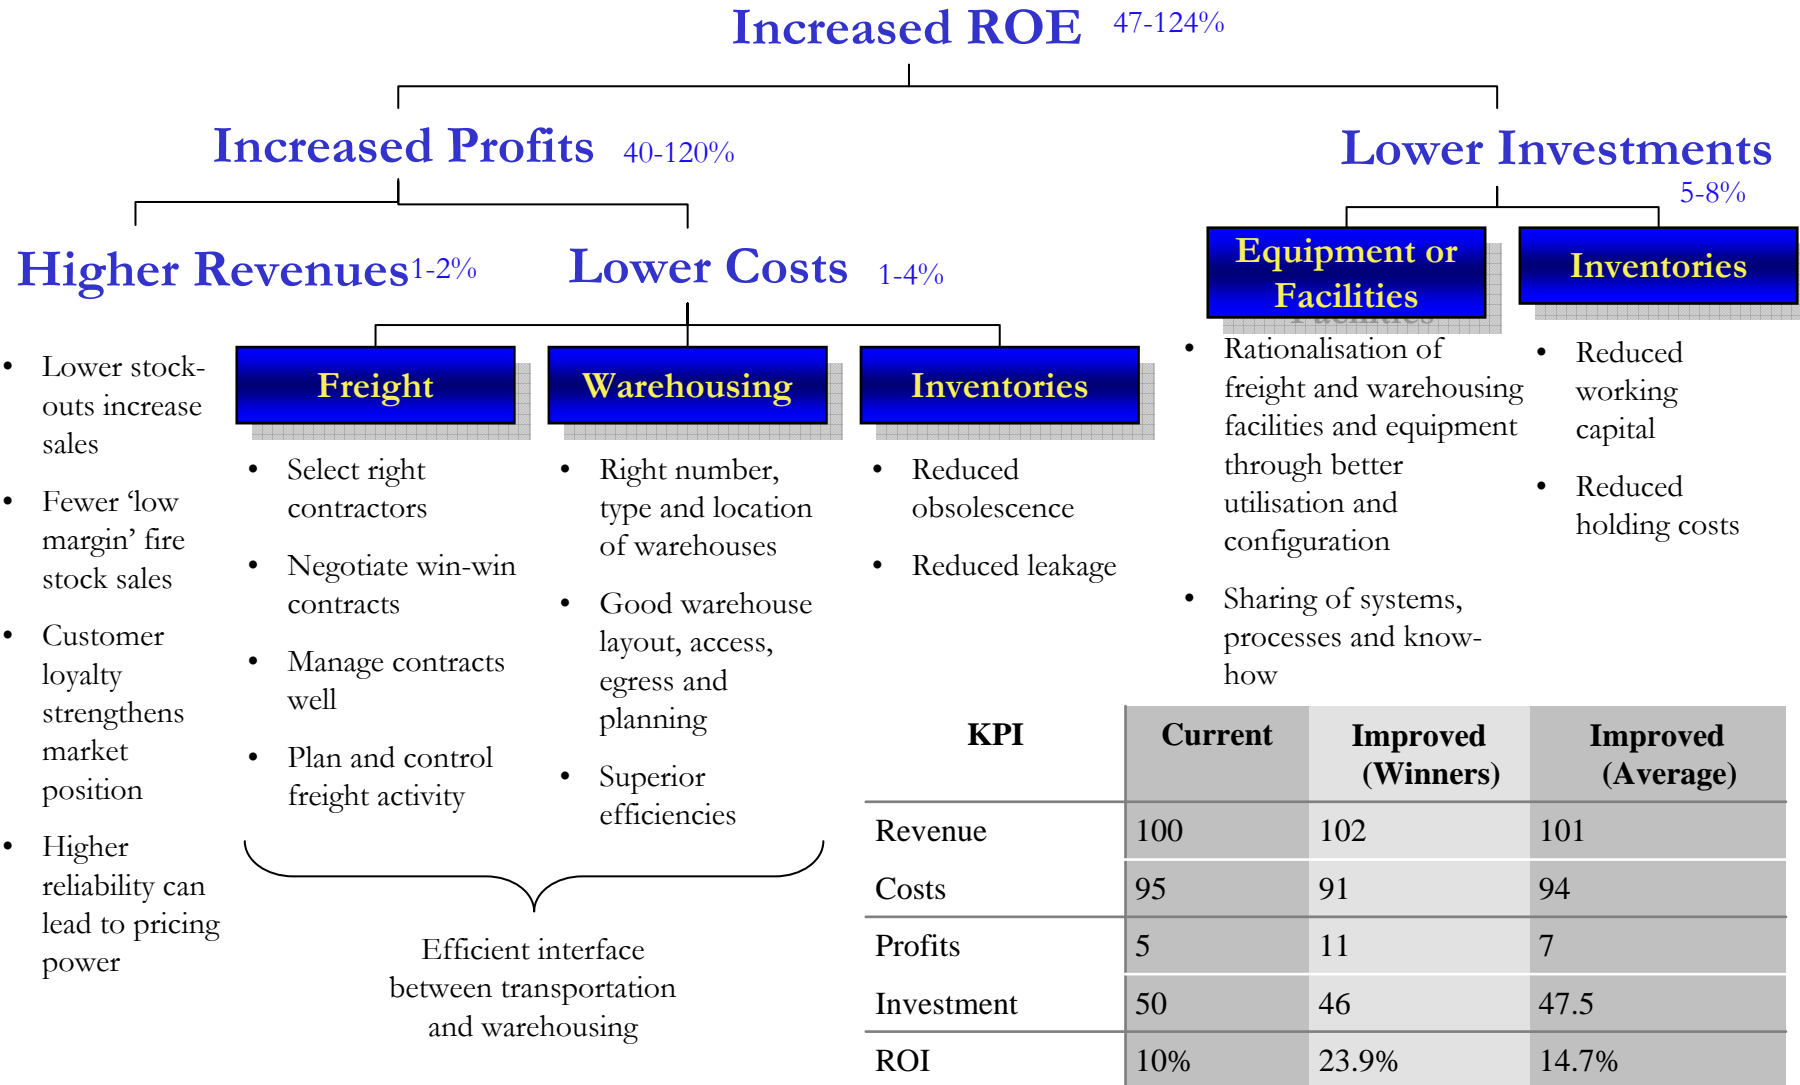 Increased ROE 47-124%
Increased Profits 40-120%
Lower Investments
5-8%
Higher Revenues 1-2%
Lower Costs 1-4%
Equipment or
Facilities
Inventories
• Lower stock-
outs increase
sales
• Fewer ‘low
margin’ fire
stock sales
• Customer
loyalty
strengthens
market
position
• Higher
reliability can
lead to pricing
power
Freight
• Select right
contractors
• Negotiate win-win
contracts
• Manage contracts
well
• Plan and control
freight activity
Warehousing
• Right number,
type and location
of warehouses
• Good warehouse
layout, access,
egress and
planning
• Superior
efficiencies
Inventories
• Reduced
obsolescence
• Reduced leakage
Efficient interface
between transportation
and warehousing
• Rationalisation of
freight and warehousing
facilities and equipment
through better
utilisation and
configuration
• Sharing of systems,
processes and know-
how
• Reduced
working
capital
• Reduced
holding costs
KPI Current Improved (Winners) Improved (Average)
Revenue 100 102 101
Costs 95 91 94
Profits 5 11 7
Investment 50 46 47.5
ROI 10% 23.9% 14.7%